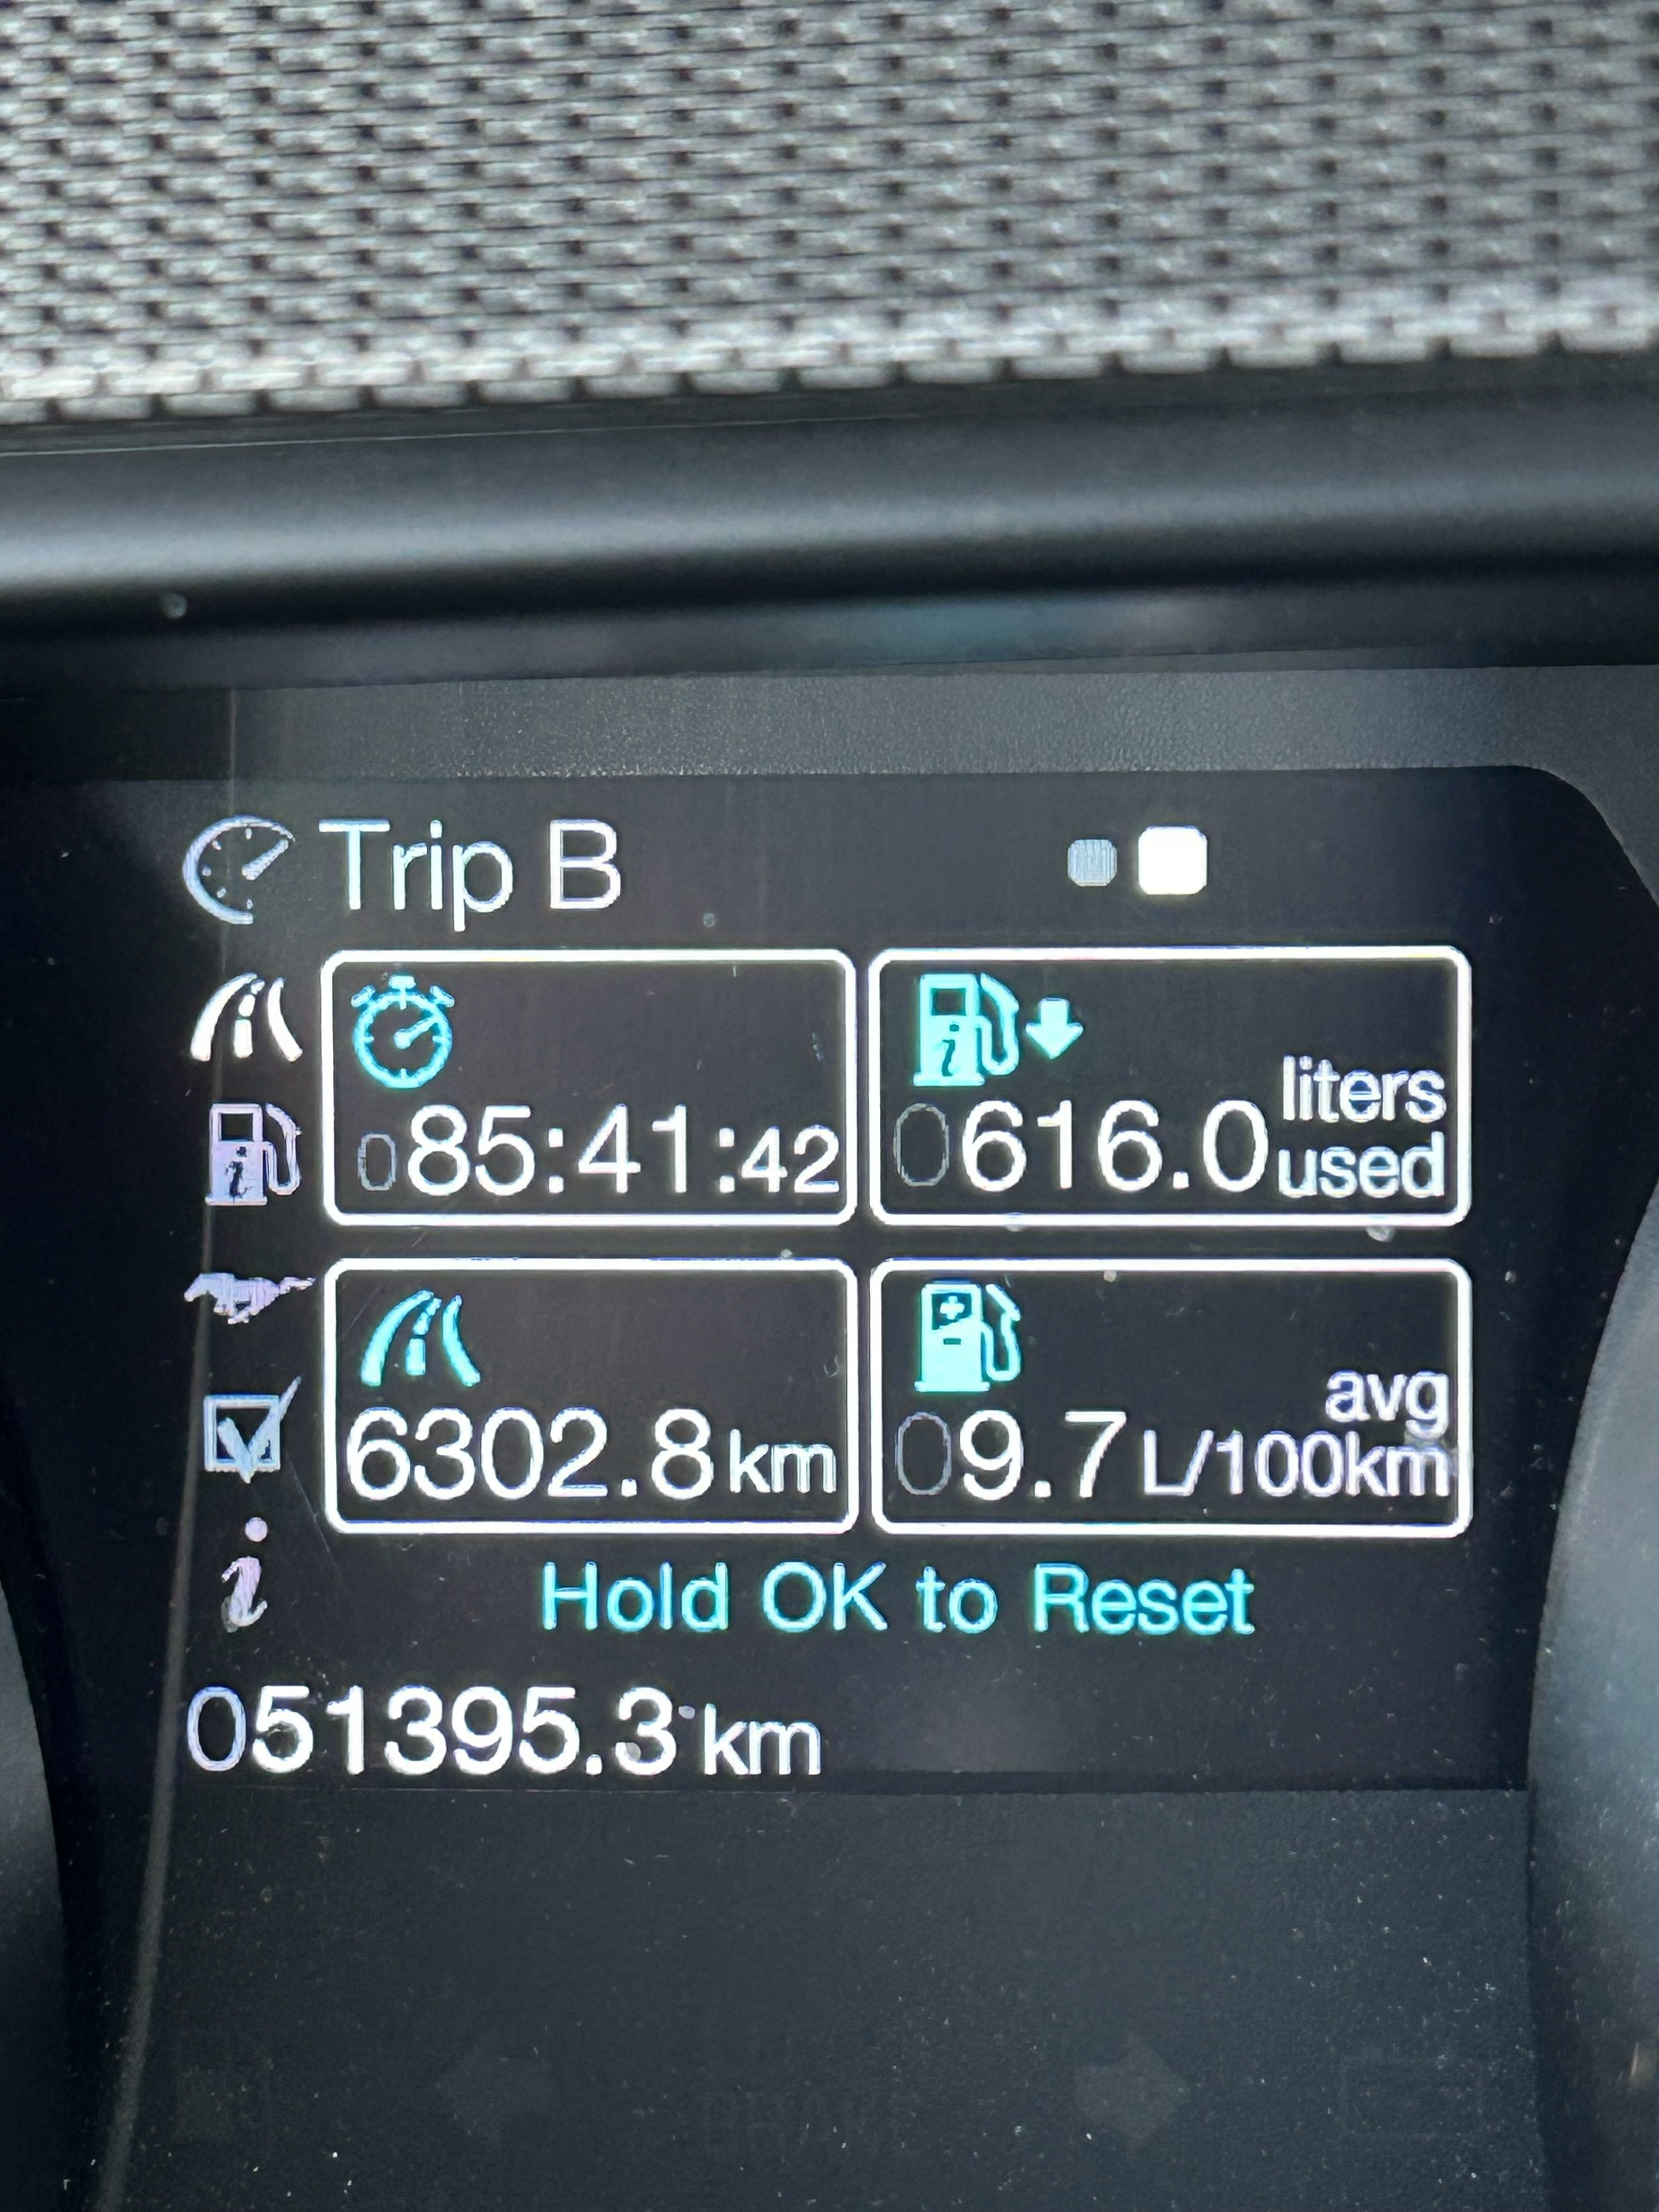 Trip B
085:41:42
0616.0 liters used
6302.8 km
09.7 avg L/100km
Hold OK to Reset
051395.3 km